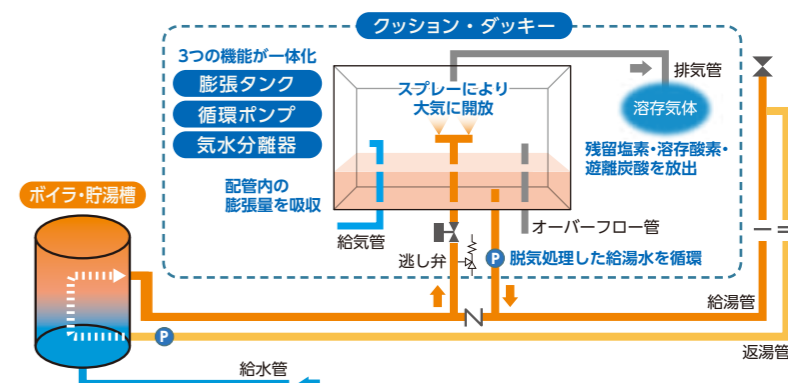 クッション・ダッキー
3つの機能が一体化
膨張タンク
循環ポンプ
気水分離器
配管内の
膨張量を吸収
スプレーにより
大気に開放
排気管
溶存気体
残留塩素・溶存酸素・
遊離炭酸を放出
ボイラ・貯湯槽
給気管
オーバーフロー管
逃し弁
P 脱気処理した給湯水を循環
給湯管
P
返湯管
給水管